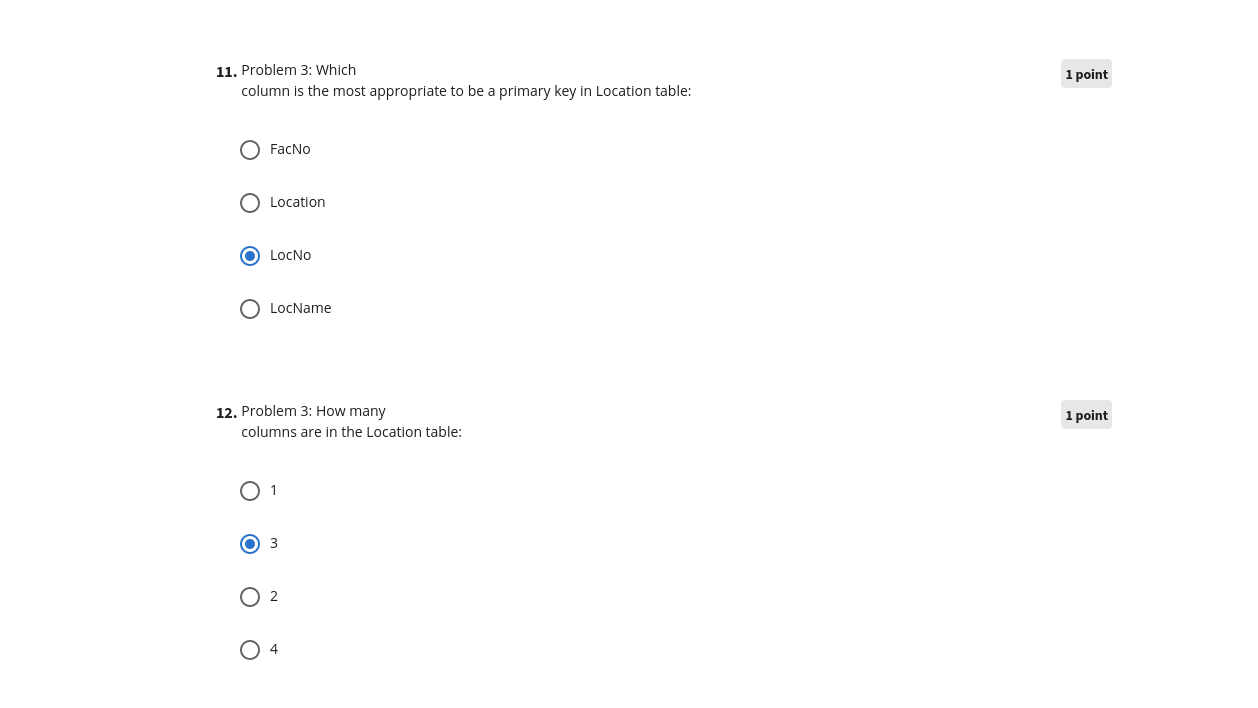 11. Problem 3: Which
column is the most appropriate to be a primary key in Location table:
1 point
FacNo
Location
LocNo
LocName
12. Problem 3: How many
columns are in the Location table:
1 point
1
3
2
4